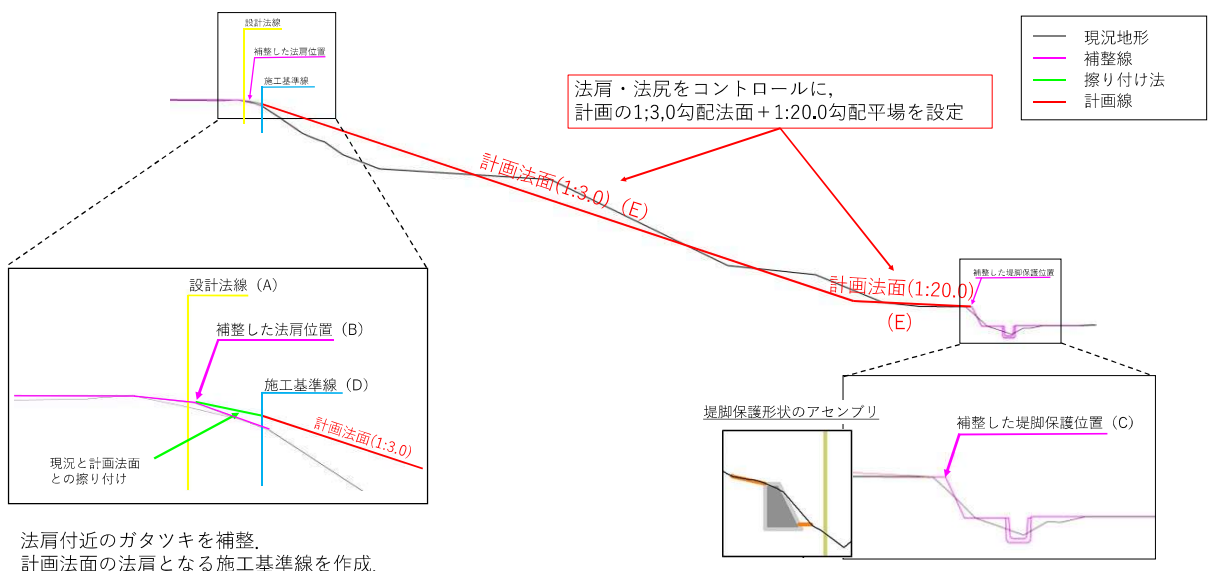 設計法線
補整した法肩位置
施工基準線
現況地形
補整線
擦り付け法
計画線
法肩・法尻をコントロールに,
計画の1;3,0勾配法面+1:20.0勾配平場を設定
計画法面(1:3.0) (E)
計画法面(1:20.0)
(E)
補整した堤脚保護位置
設計法線 (A)
補整した法肩位置 (B)
施工基準線 (D)
計画法面(1:3.0)
現況と計画法面
との擦り付け
堤脚保護形状のアセンブリ
補整した堤脚保護位置 (C)
法肩付近のガタツキを補整.
計画法面の法肩となる施工基準線を作成.